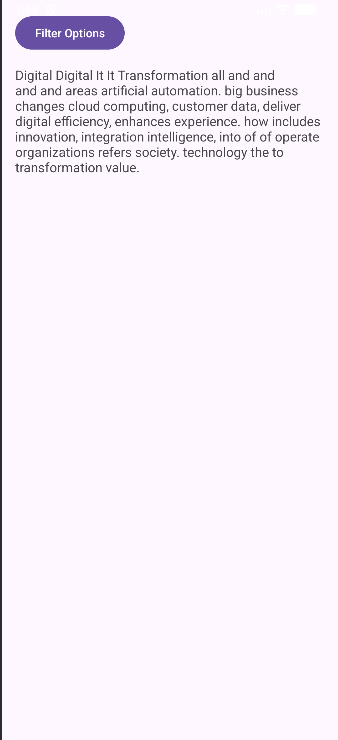 Filter Options
Digital Digital It It Transformation all and and
and and areas artificial automation. big business
changes cloud computing, customer data, deliver
digital efficiency, enhances experience. how includes
innovation, integration intelligence, into of of operate
organizations refers society. technology the to
transformation value.